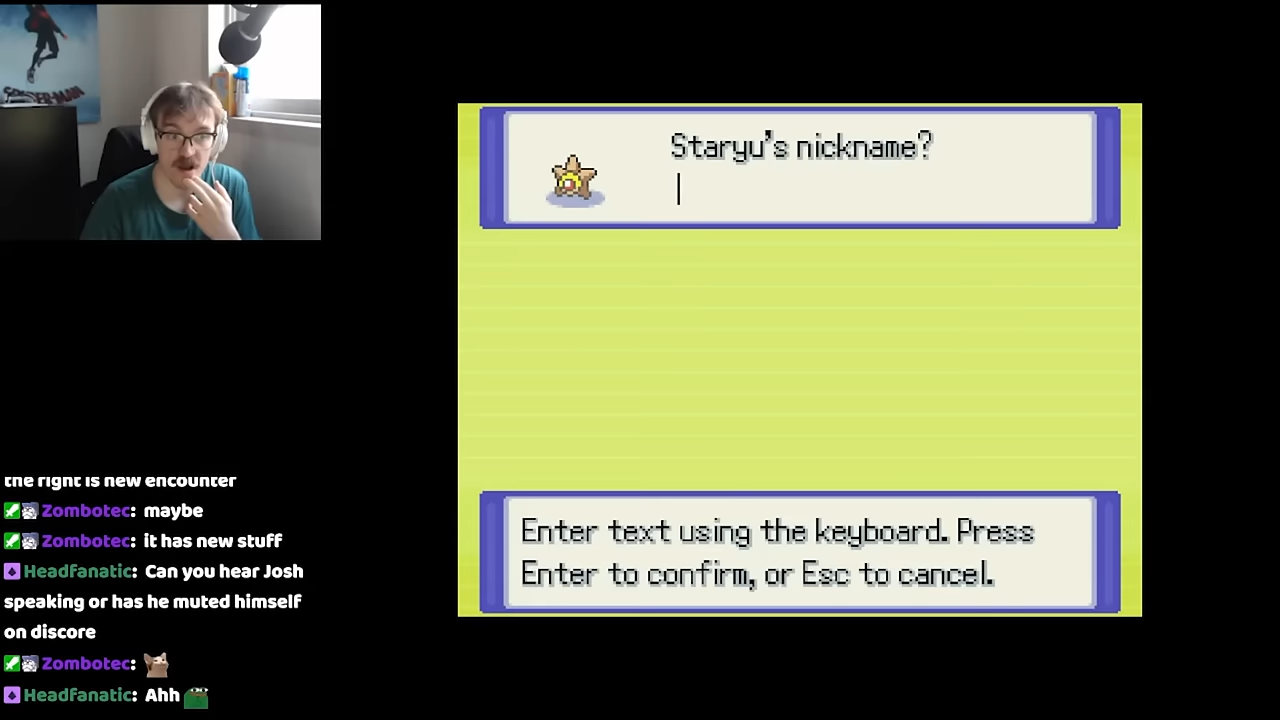 SPIDER-MAN
Staryu's nickname?
the right is new encounter
Zombotec: maybe
Zombotec: it has new stuff
Headfanatic: Can you hear Josh
speaking or has he muted himself
on discore
Zombotec:
Headfanatic: Ahh
Enter text using the keyboard. Press
Enter to confirm, or Esc to cancel.